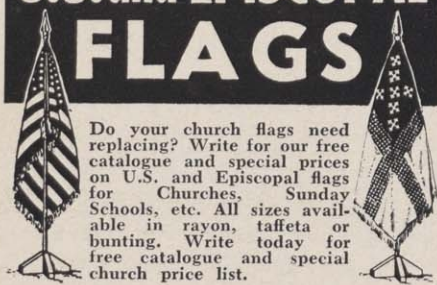 U.S. and EPISCOPAL
FLAGS
Do your church flags need
replacing? Write for our free
catalogue and special prices
on U.S. and Episcopal flags
for Churches, Sunday
Schools, etc. All sizes avail-
able in rayon, taffeta or
bunting. Write today for
free catalogue and special
church price list.